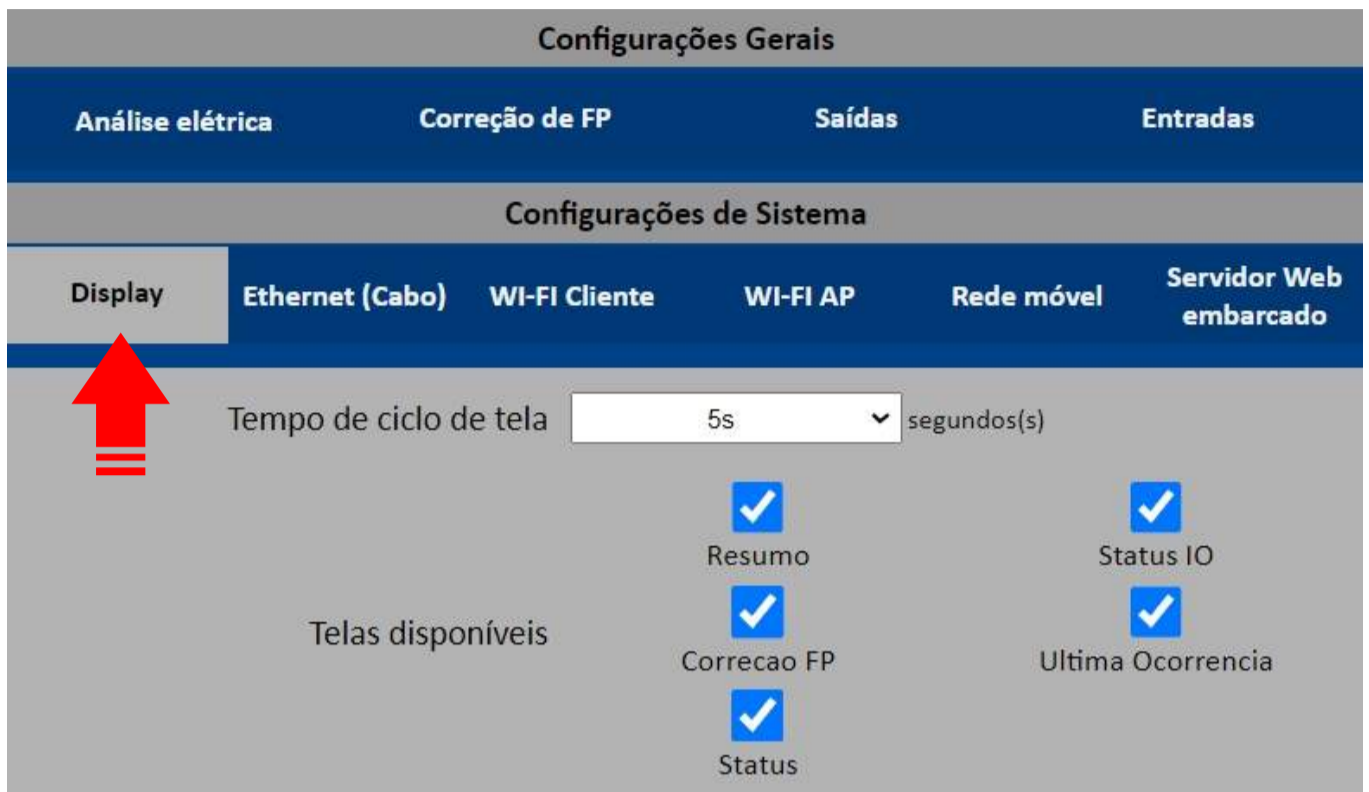 Configurações Gerais
Análise elétrica Correção de FP Saídas Entradas
Configurações de Sistema
Display Ethernet (Cabo) WI-FI Cliente WI-FI AP Rede móvel Servidor Web
embarcado
Tempo de ciclo de tela 5s segundos(s)
Resumo Status IO
Telas disponíveis
Correcao FP Ultima Ocorrencia
Status